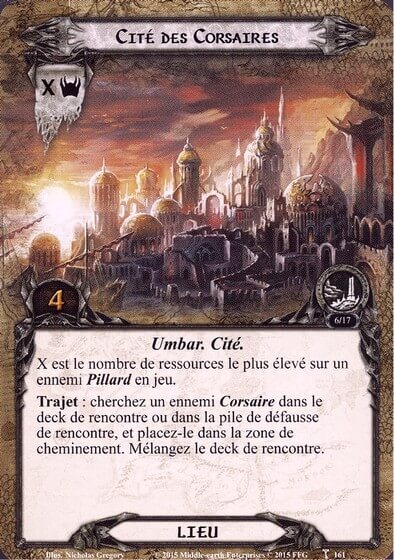 Cité des Corsaires
X
4
6/17
Umbar. Cité.
X est le nombre de ressources le plus élevé sur un
ennemi Pillard en jeu.
Trajet : cherchez un ennemi Corsaire dans le
deck de rencontre ou dans la pile de défausse
de rencontre, et placez-le dans la zone de
cheminement. Mélangez le deck de rencontre.
LIEU
Illus. Nicholas Gregory © 2015 Middle-earth Enterprises © 2015 FFG 161